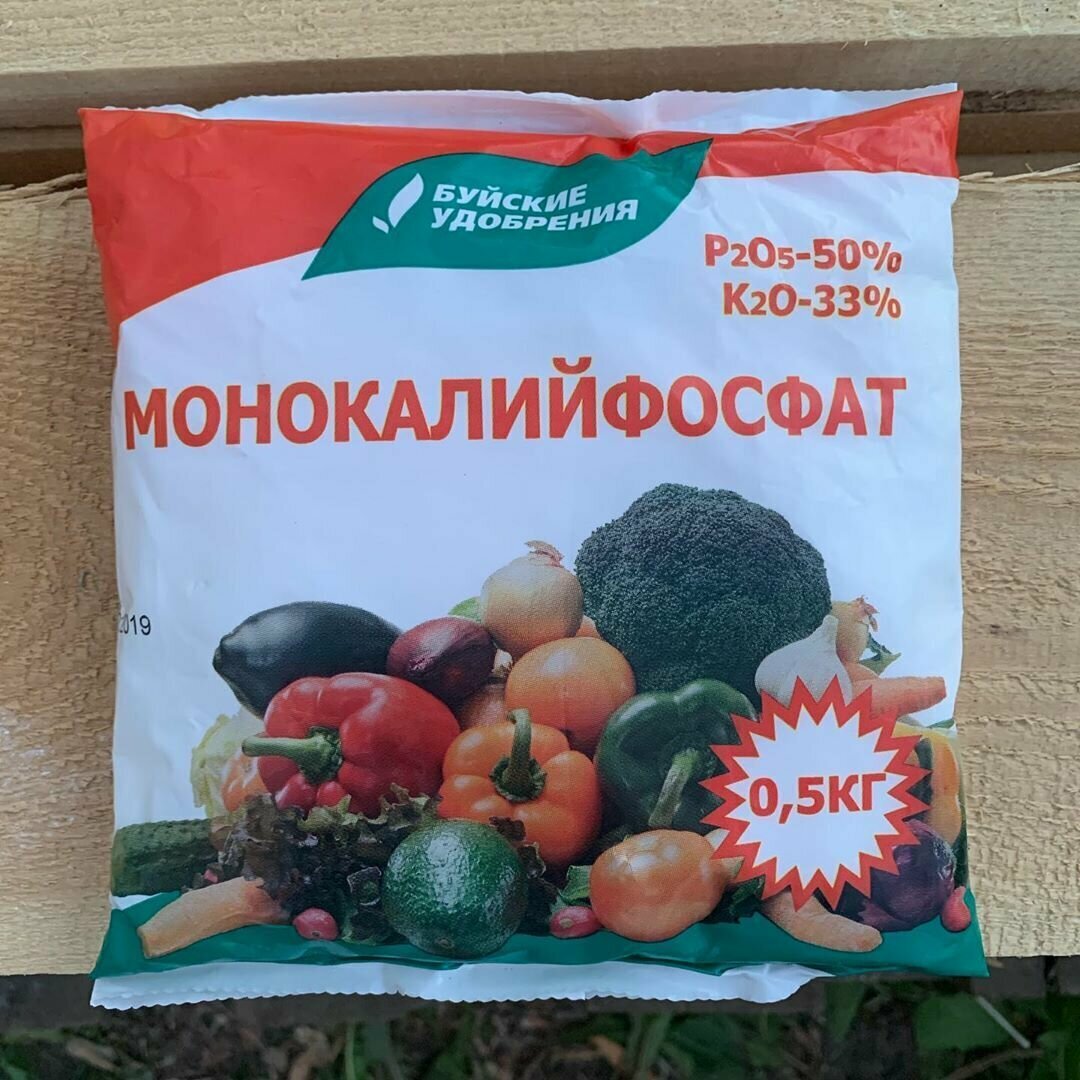 БУЙСКИЕ
УДОБРЕНИЯ
P2O5-50%
K2O-33%
МОНОКАЛИЙФОСФАТ
2019
0,5КГ